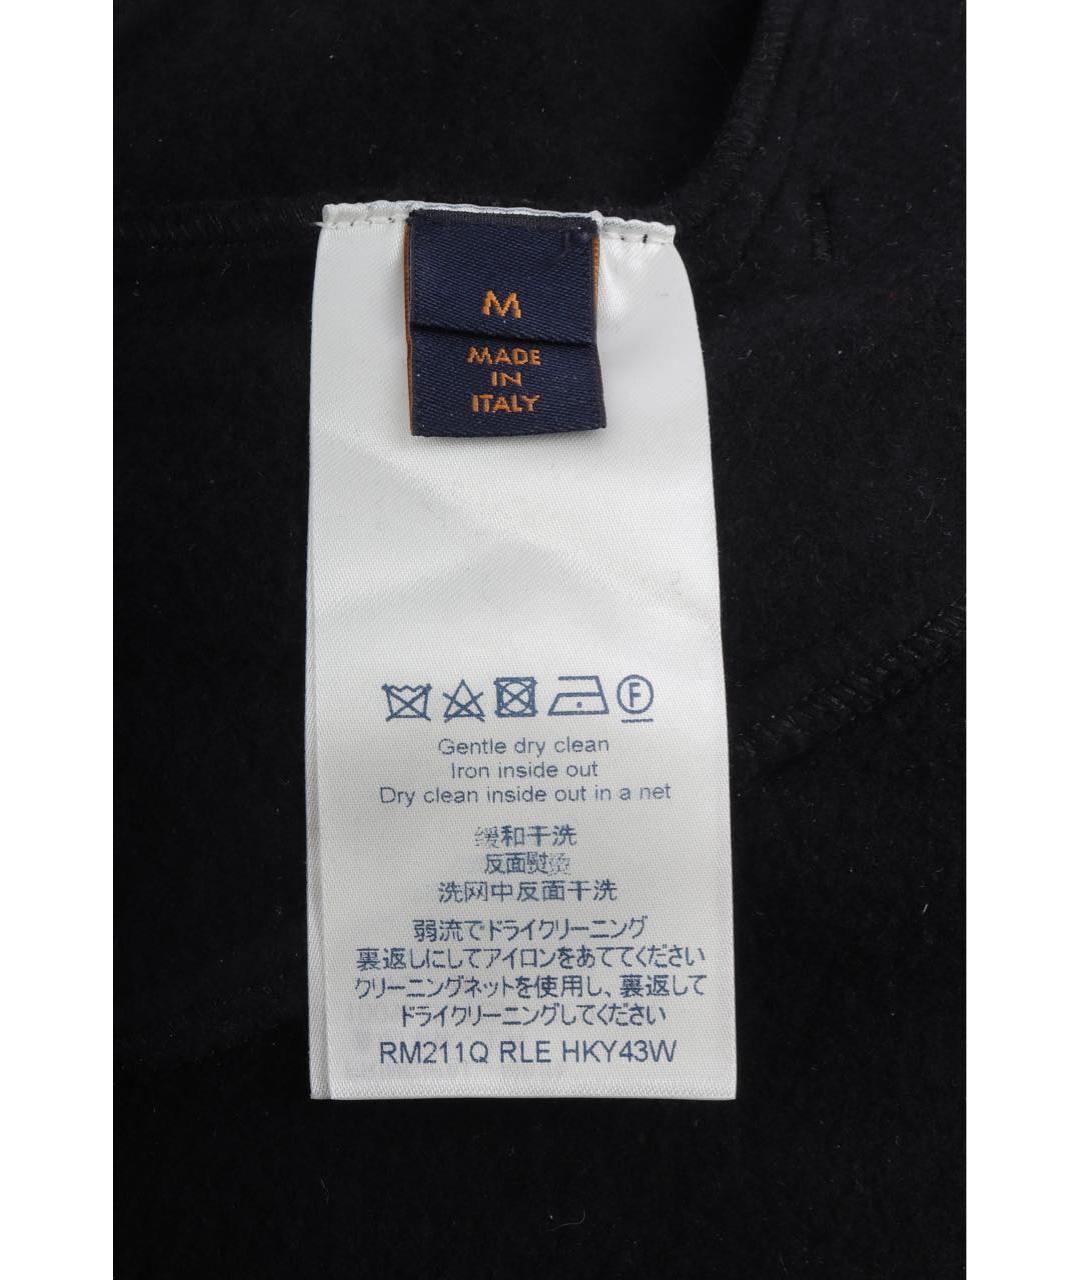 M
MADE
IN
ITALY
F
Gentle dry clean
Iron inside out
Dry clean inside out in a net
缓和干洗
反面熨烫
洗网中反面干洗
弱流でドライクリーニング
裏返しにしてアイロンをあててください
クリーニングネットを使用し、裏返して
ドライクリーニングしてください
RM211Q RLE HKY43W